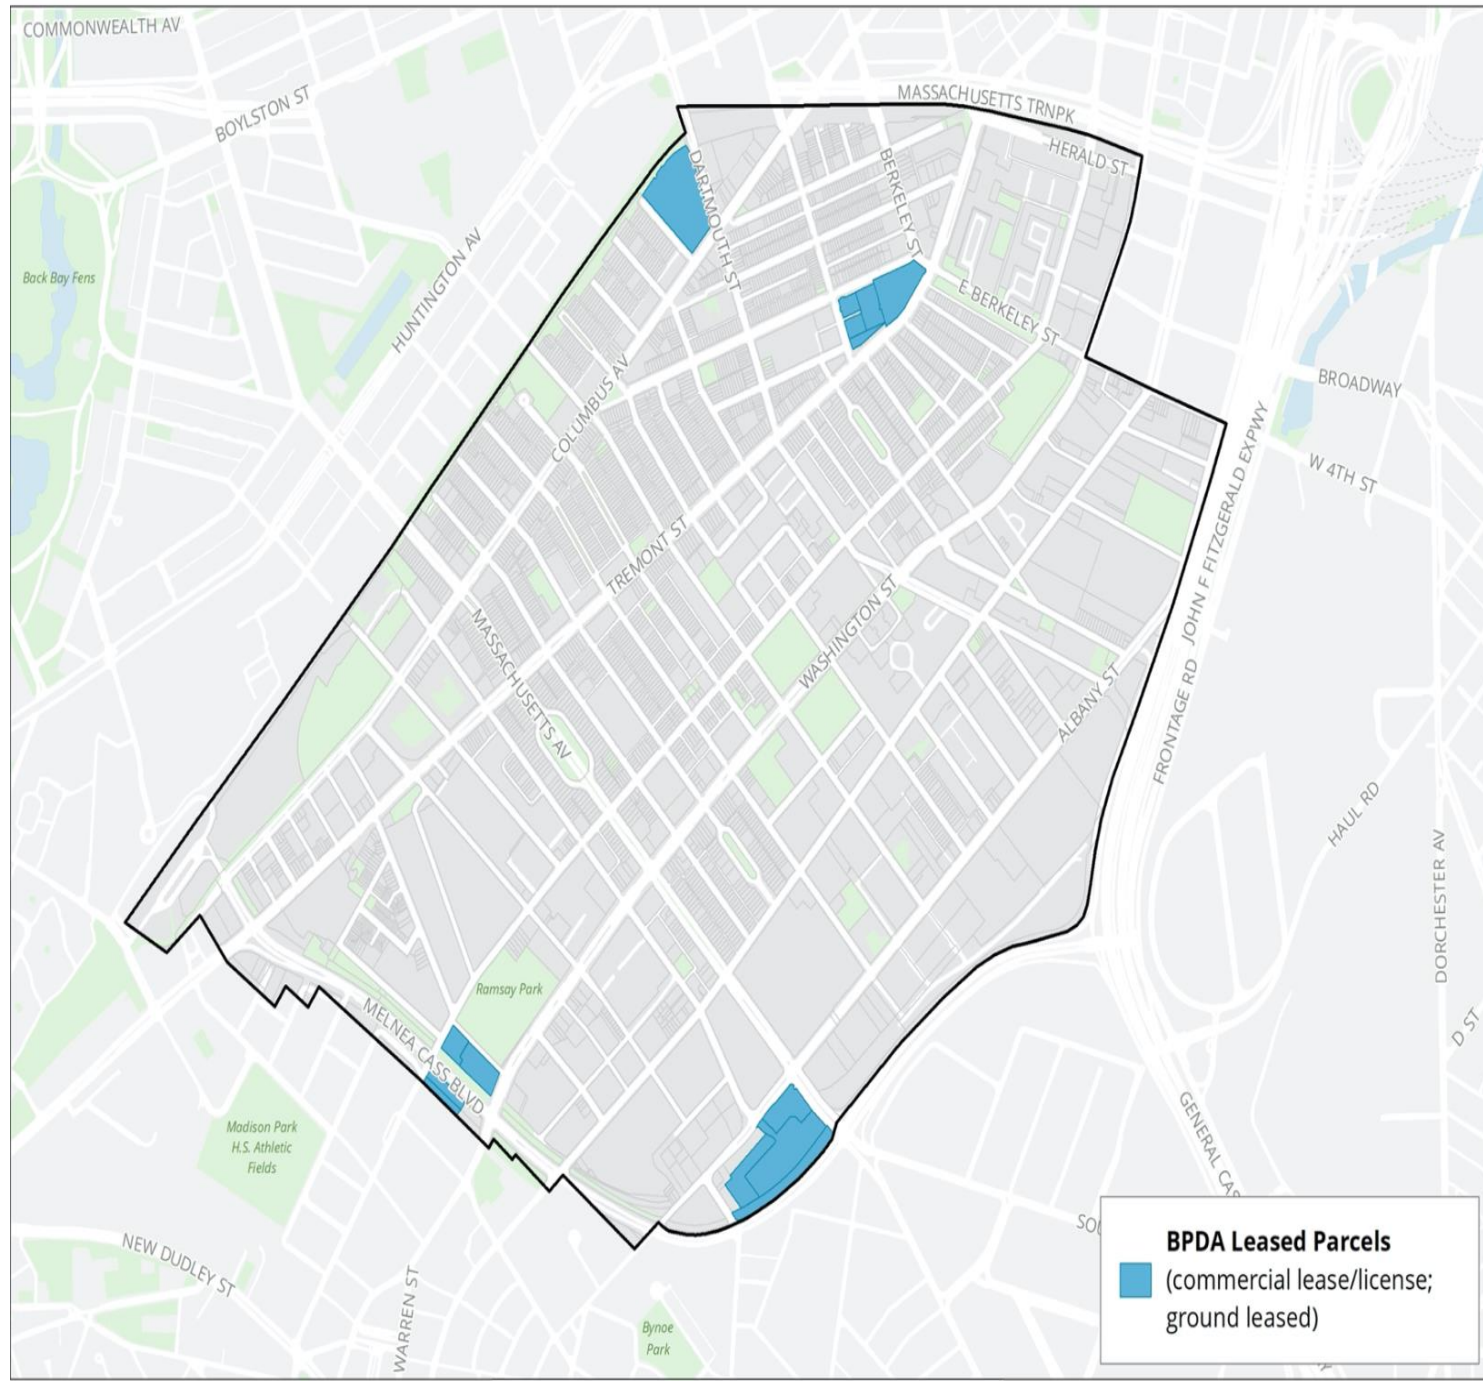 COMMONWEALTH AV
BOYLSTON ST
MASSACHUSETTS TRNPK
HERALD ST
DARTMOUTH ST
BERKELEY ST
Back Bay Fens
HUNTINGTON AV
E BERKELEY ST
COLUMBUS AV
BROADWAY
W 4TH ST
JOHN F FITZGERALD EXPWY
TREMONT ST
MASSACHUSETTS AV
WASHINGTON ST
ALBANY ST
FRONTAGE RD
HAUL RD
DORCHESTER AV
Ramsay Park
MELNEA CASS BLVD
D ST
Madison Park
H.S. Athletic
Fields
GENERAL CAS
SOU
NEW DUDLEY ST
WARREN ST
Bynoe
Park
BPDA Leased Parcels
(commercial lease/license;
ground leased)